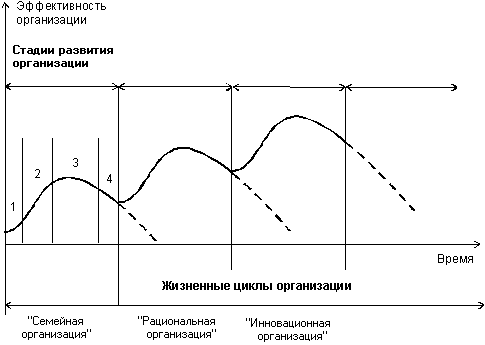 Эффективность
организации
Стадии развития
организации
1
2
3
4
Время
Жизненные циклы организации
"Семейная
организация"
"Рациональная
организация"
"Инновационная
организация"